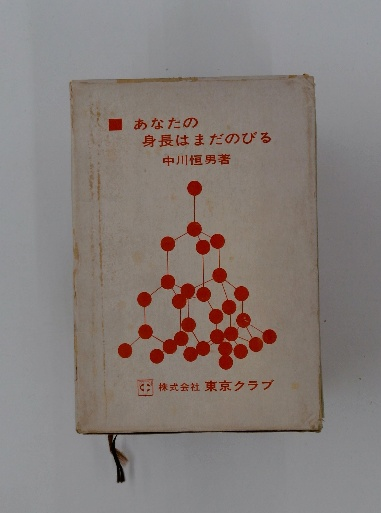 ■ あなたの
身長はまだのびる
中川恒男著
株式会社 東京クラブ